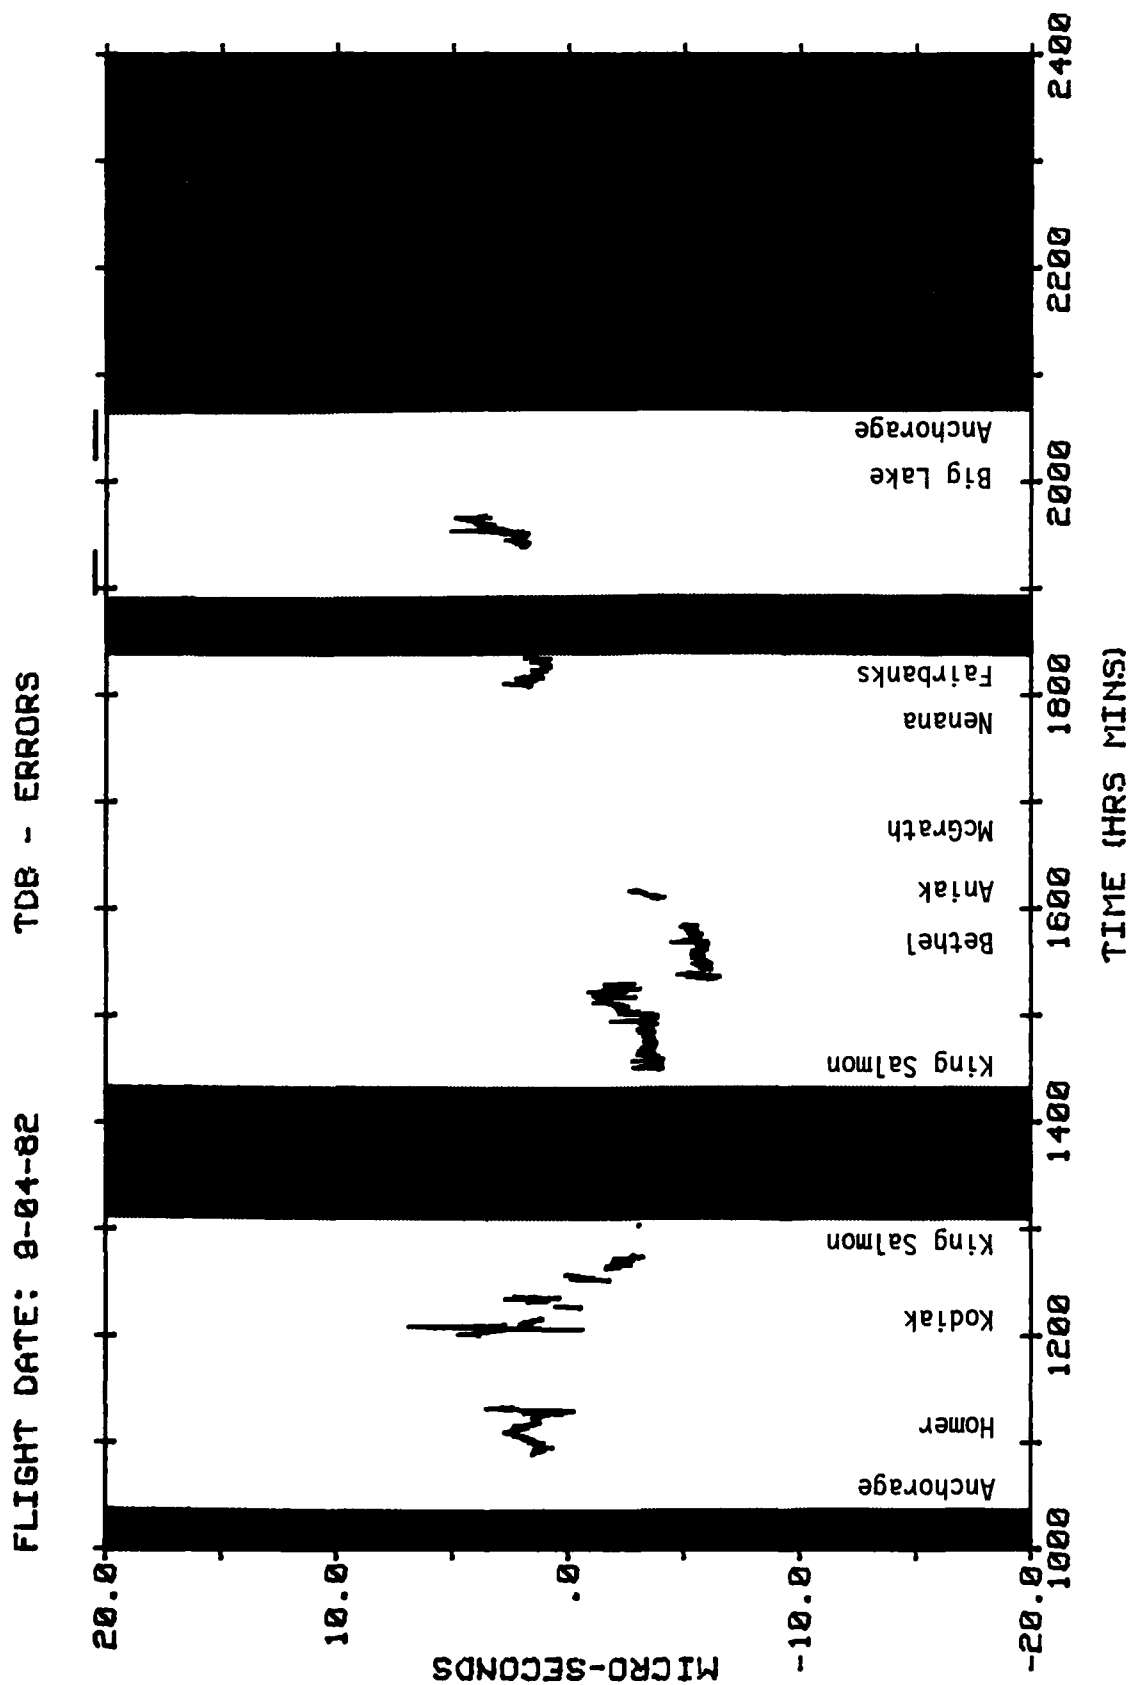 FLIGHT DATE: 9-04-82 TDB - ERRORS
20.0
10.0
.0
-10.0
-20.0
MICRO-SECONDS
Anchorage
Homer
Kodiak
King Salmon
King Salmon
Bethel
Aniak
McGrath
Nenana
Fairbanks
Big Lake
Anchorage
1000 1200 1400 1600 1800 2000 2200 2400
TIME (HRS MINS)